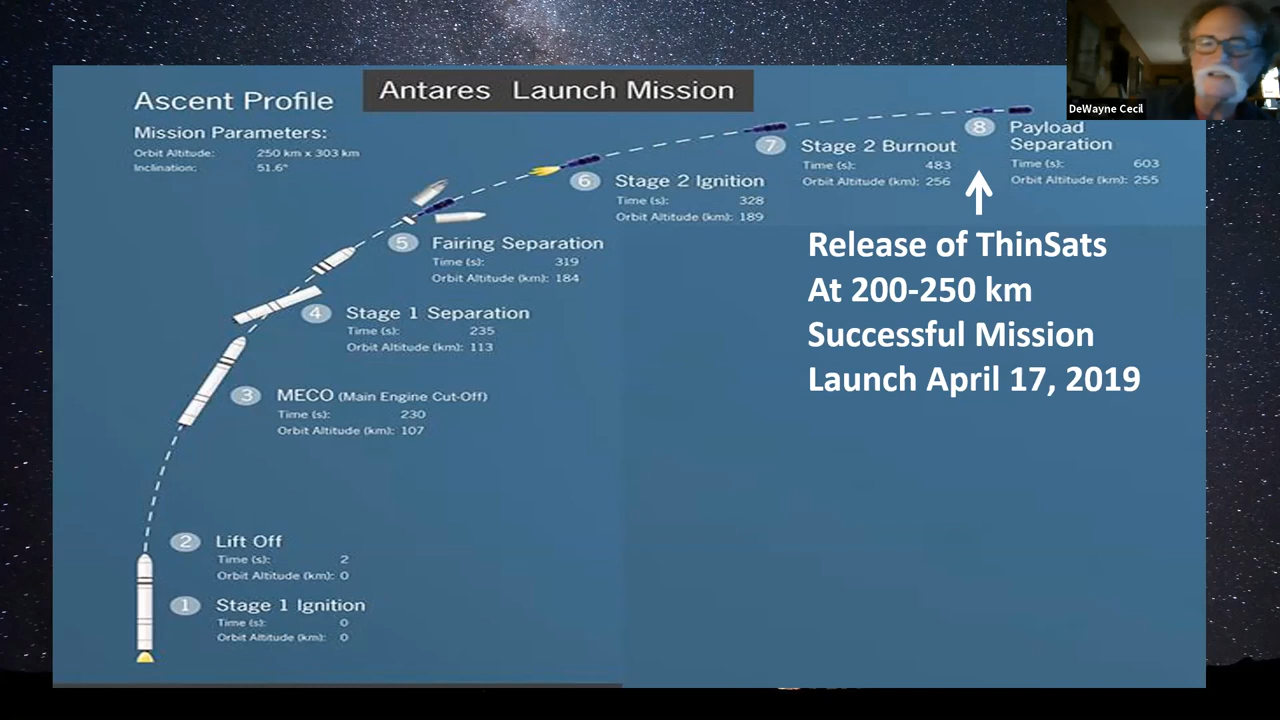 Antares Launch Mission
Ascent Profile
Mission Parameters:
Orbit Altitude: 250 km x 303 km
Inclination: 51.6°
DeWayne Cecil
8 Payload
Separation
Time (s): 603
Orbit Altitude (km): 255
7 Stage 2 Burnout
Time (s): 483
Orbit Altitude (km): 256
6 Stage 2 Ignition
Time (s): 328
Orbit Altitude (km): 189
5 Fairing Separation
Time (s): 319
Orbit Altitude (km): 184
4 Stage 1 Separation
Time (s): 235
Orbit Altitude (km): 113
3 MECO (Main Engine Cut-Off)
Time (s): 230
Orbit Altitude (km): 107
2 Lift Off
Time (s): 2
Orbit Altitude (km): 0
1 Stage 1 Ignition
Time (s): 0
Orbit Altitude (km): 0
Release of ThinSats
At 200-250 km
Successful Mission
Launch April 17, 2019